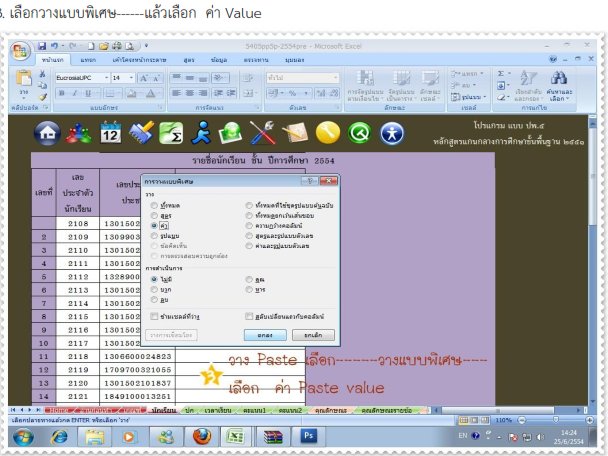 3. เลือกวางแบบพิเศษ------แล้วเลือก ค่า Value
5405pp5p-2554pre - Microsoft Excel
หน้าแรก แทรก เค้าโครงหน้ากระดาษ สูตร ข้อมูล ตรวจทาน มุมมอง
EucrosiaUPC 14
ทั่วไป
วาง
คลิปบอร์ด แบบอักษร การจัดแนว ตัวเลข ลักษณะ เซลล์ การแก้ไข
โปรแกรม แบบ ปพ.๕
หลักสูตรแกนกลางการศึกษาขั้นพื้นฐาน ๒๕๕๑
รายชื่อนักเรียน ชั้น ปีการศึกษา 2554
เลขที่
เลข
ประจำตัว
นักเรียน
เลขประ
ประช
2108 1301502
2 2109 1309903
3 2110 1301502
4 2111 1301502
5 2112 1328900
6 2113 1301502
7 2114 1301502
8 2115 1301502
9 2116 1301502
10 2117 1301502
11 2118 1306600024823
12 2119 1709700321055
13 2120 1301502101837
14 2121 1849100013251
การวางแบบพิเศษ
วาง
ทั้งหมด
สูตร
ค่า
รูปแบบ
ข้อคิดเห็น
การตรวจสอบความถูกต้อง
ทั้งหมดที่ใช้ชุดรูปแบบต้นฉบับ
ทั้งหมดยกเว้นเส้นขอบ
ความกว้างคอลัมน์
สูตรและรูปแบบตัวเลข
ค่าและรูปแบบตัวเลข
การดำเนินการ
ไม่มี
บวก
ลบ
คูณ
หาร
ข้ามเซลล์ที่ว่าง
สลับเปลี่ยนแถวกับคอลัมน์
วางการเชื่อมโยง ตกลง ยกเลิก
วาง Paste เลือก-------วางแบบพิเศษ-----
2
เลือก ค่า Paste value
นักเรียน ปก เวลาเรียน คะแนน1 คะแนน2 คุณลักษณะ คุณลักษณะรายข้อ
เลือกปลายทางแล้วกด ENTER หรือเลือก 'วาง'
110%
EN
14:24
25/6/2554